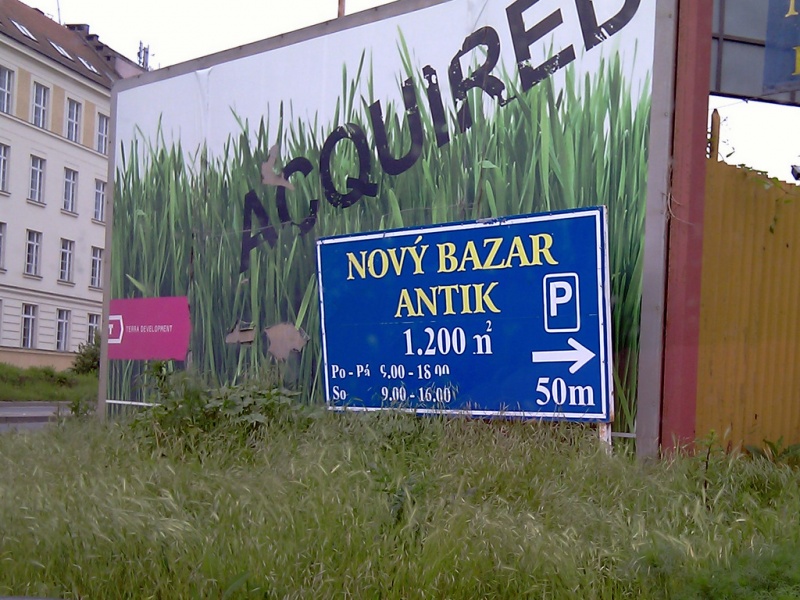 ACQUIRED
TERRA DEVELOPMENT
NOVÝ BAZAR
ANTIK
P
1.200 m²
Po - Pá 9.00 - 18.00
So 9.00 - 16.00
50m